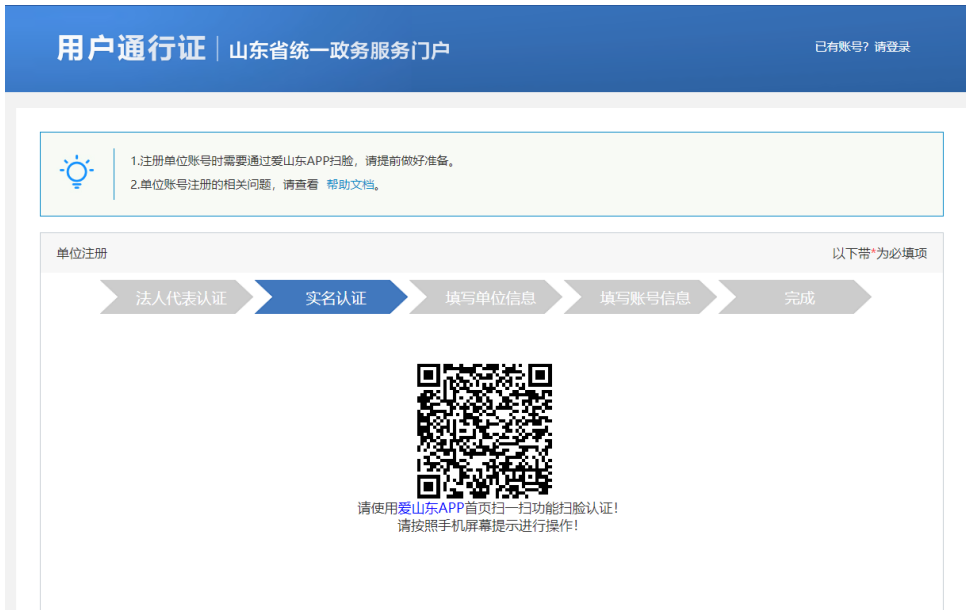 用户通行证 山东省统一政务服务门户
已有账号？请登录
1.注册单位账号时需要通过爱山东APP扫脸，请提前做好准备。
2.单位账号注册的相关问题，请查看 帮助文档。
单位注册
以下带*为必填项
法人代表认证 实名认证 填写单位信息 填写账号信息 完成
请使用爱山东APP首页扫一扫功能扫脸认证！
请按照手机屏幕提示进行操作！